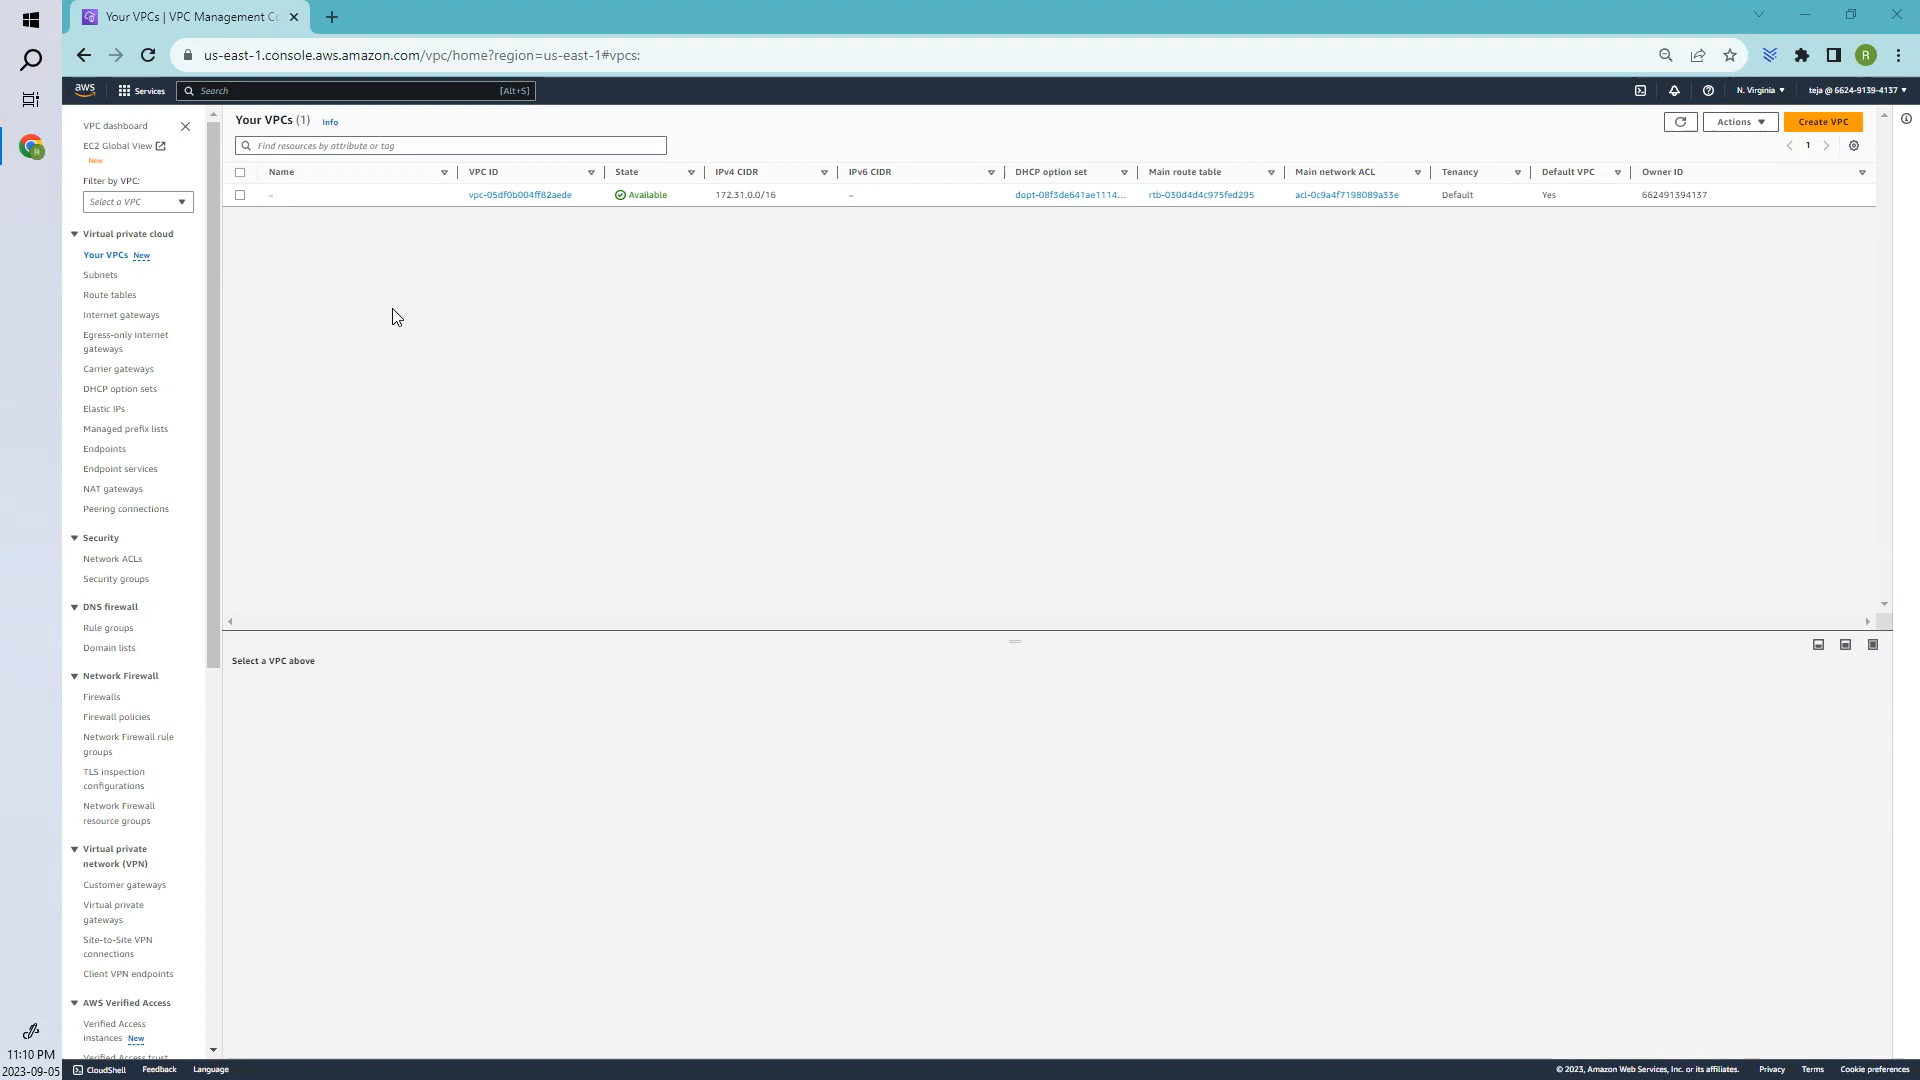 Your VPCs | VPC Management Co
us-east-1.console.aws.amazon.com/vpc/home?region=us-east-1#vpcs:
R
aws
Services
Search
[Alt+S]
N. Virginia
teja @ 6624-9139-4137
VPC dashboard
EC2 Global View
New
Filter by VPC:
Select a VPC
Virtual private cloud
Your VPCs New
Subnets
Route tables
Internet gateways
Egress-only internet
gateways
Carrier gateways
DHCP option sets
Elastic IPs
Managed prefix lists
Endpoints
Endpoint services
NAT gateways
Peering connections
Security
Network ACLs
Security groups
DNS firewall
Rule groups
Domain lists
Network Firewall
Firewalls
Firewall policies
Network Firewall rule
groups
TLS inspection
configurations
Network Firewall
resource groups
Virtual private
network (VPN)
Customer gateways
Virtual private
gateways
Site-to-Site VPN
connections
Client VPN endpoints
AWS Verified Access
Verified Access
instances New
Verified Access trust
Your VPCs (1) Info
Actions
Create VPC
Find resources by attribute or tag
1
Name VPC ID State IPv4 CIDR IPv6 CIDR DHCP option set Main route table Main network ACL Tenancy Default VPC Owner ID
– vpc-05df0b004ff82aede Available 172.31.0.0/16 – dopt-08f3de641ae1114... rtb-030d4d4c975fed295 acl-0c9a4f7198089a33e Default Yes 662491394137
Select a VPC above
CloudShell Feedback Language
© 2023, Amazon Web Services, Inc. or its affiliates. Privacy Terms Cookie preferences
11:10 PM
2023-09-05